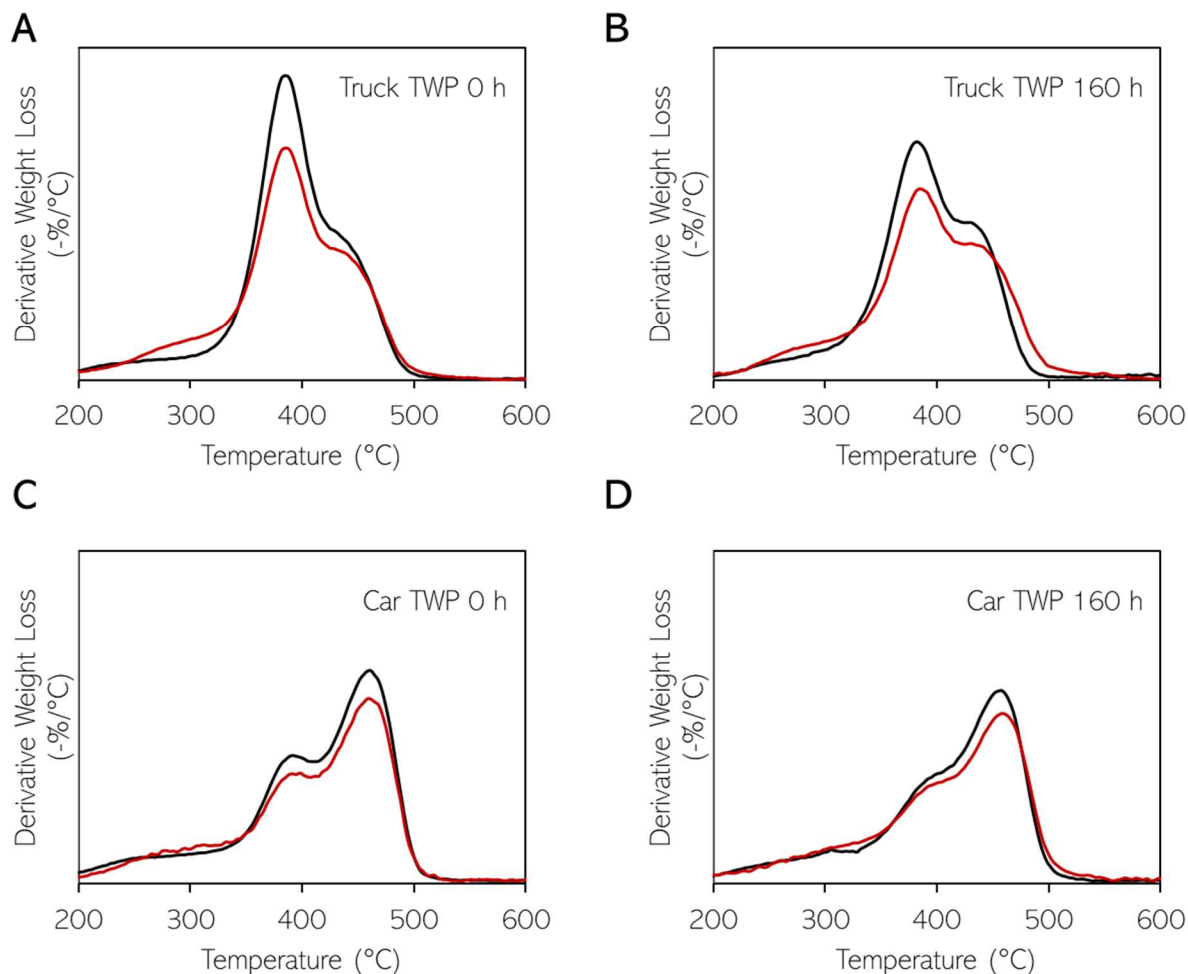 A
Derivative Weight Loss
(-%/°C)
Truck TWP 0 h
200 300 400 500 600
Temperature (°C)
B
Derivative Weight Loss
(-%/°C)
Truck TWP 160 h
200 300 400 500 600
Temperature (°C)
C
Derivative Weight Loss
(-%/°C)
Car TWP 0 h
200 300 400 500 600
Temperature (°C)
D
Derivative Weight Loss
(-%/°C)
Car TWP 160 h
200 300 400 500 600
Temperature (°C)